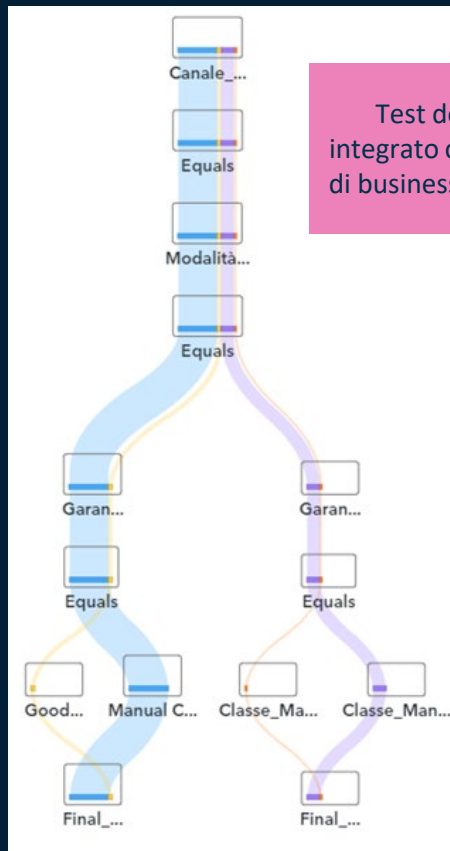 Canale_...
Test de
integrato d
di business
Equals
Modalità...
Equals
Garan...
Garan...
Equals
Equals
Good...
Manual C...
Classe_Ma...
Classe_Man...
Final_...
Final_...